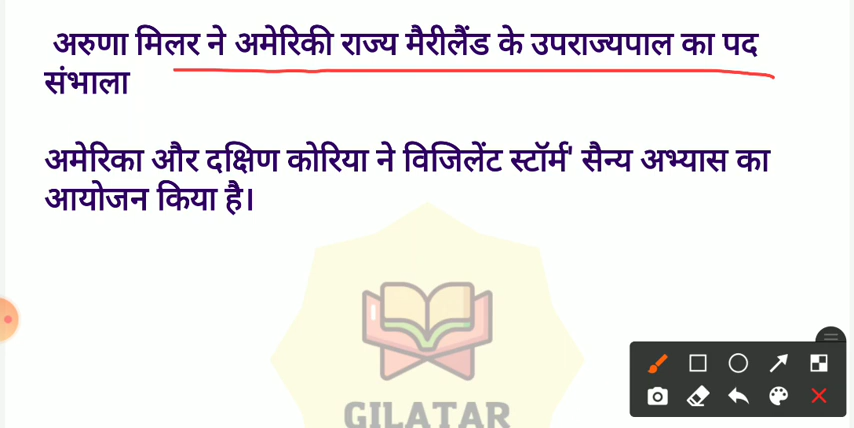 अरुणा मिलर ने अमेरिकी राज्य मैरीलैंड के उपराज्यपाल का पद
संभाला
अमेरिका और दक्षिण कोरिया ने विजिलेंट स्टॉर्म' सैन्य अभ्यास का
आयोजन किया है।
GILATAR